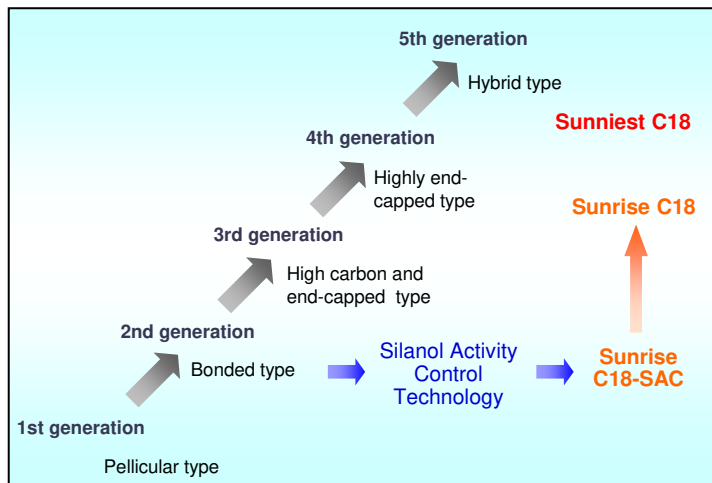 5th generation
Hybrid type
Sunniest C18
4th generation
Highly end-
capped type
Sunrise C18
3rd generation
High carbon and
end-capped type
2nd generation
Bonded type
Silanol Activity
Control
Technology
Sunrise
C18-SAC
1st generation
Pellicular type